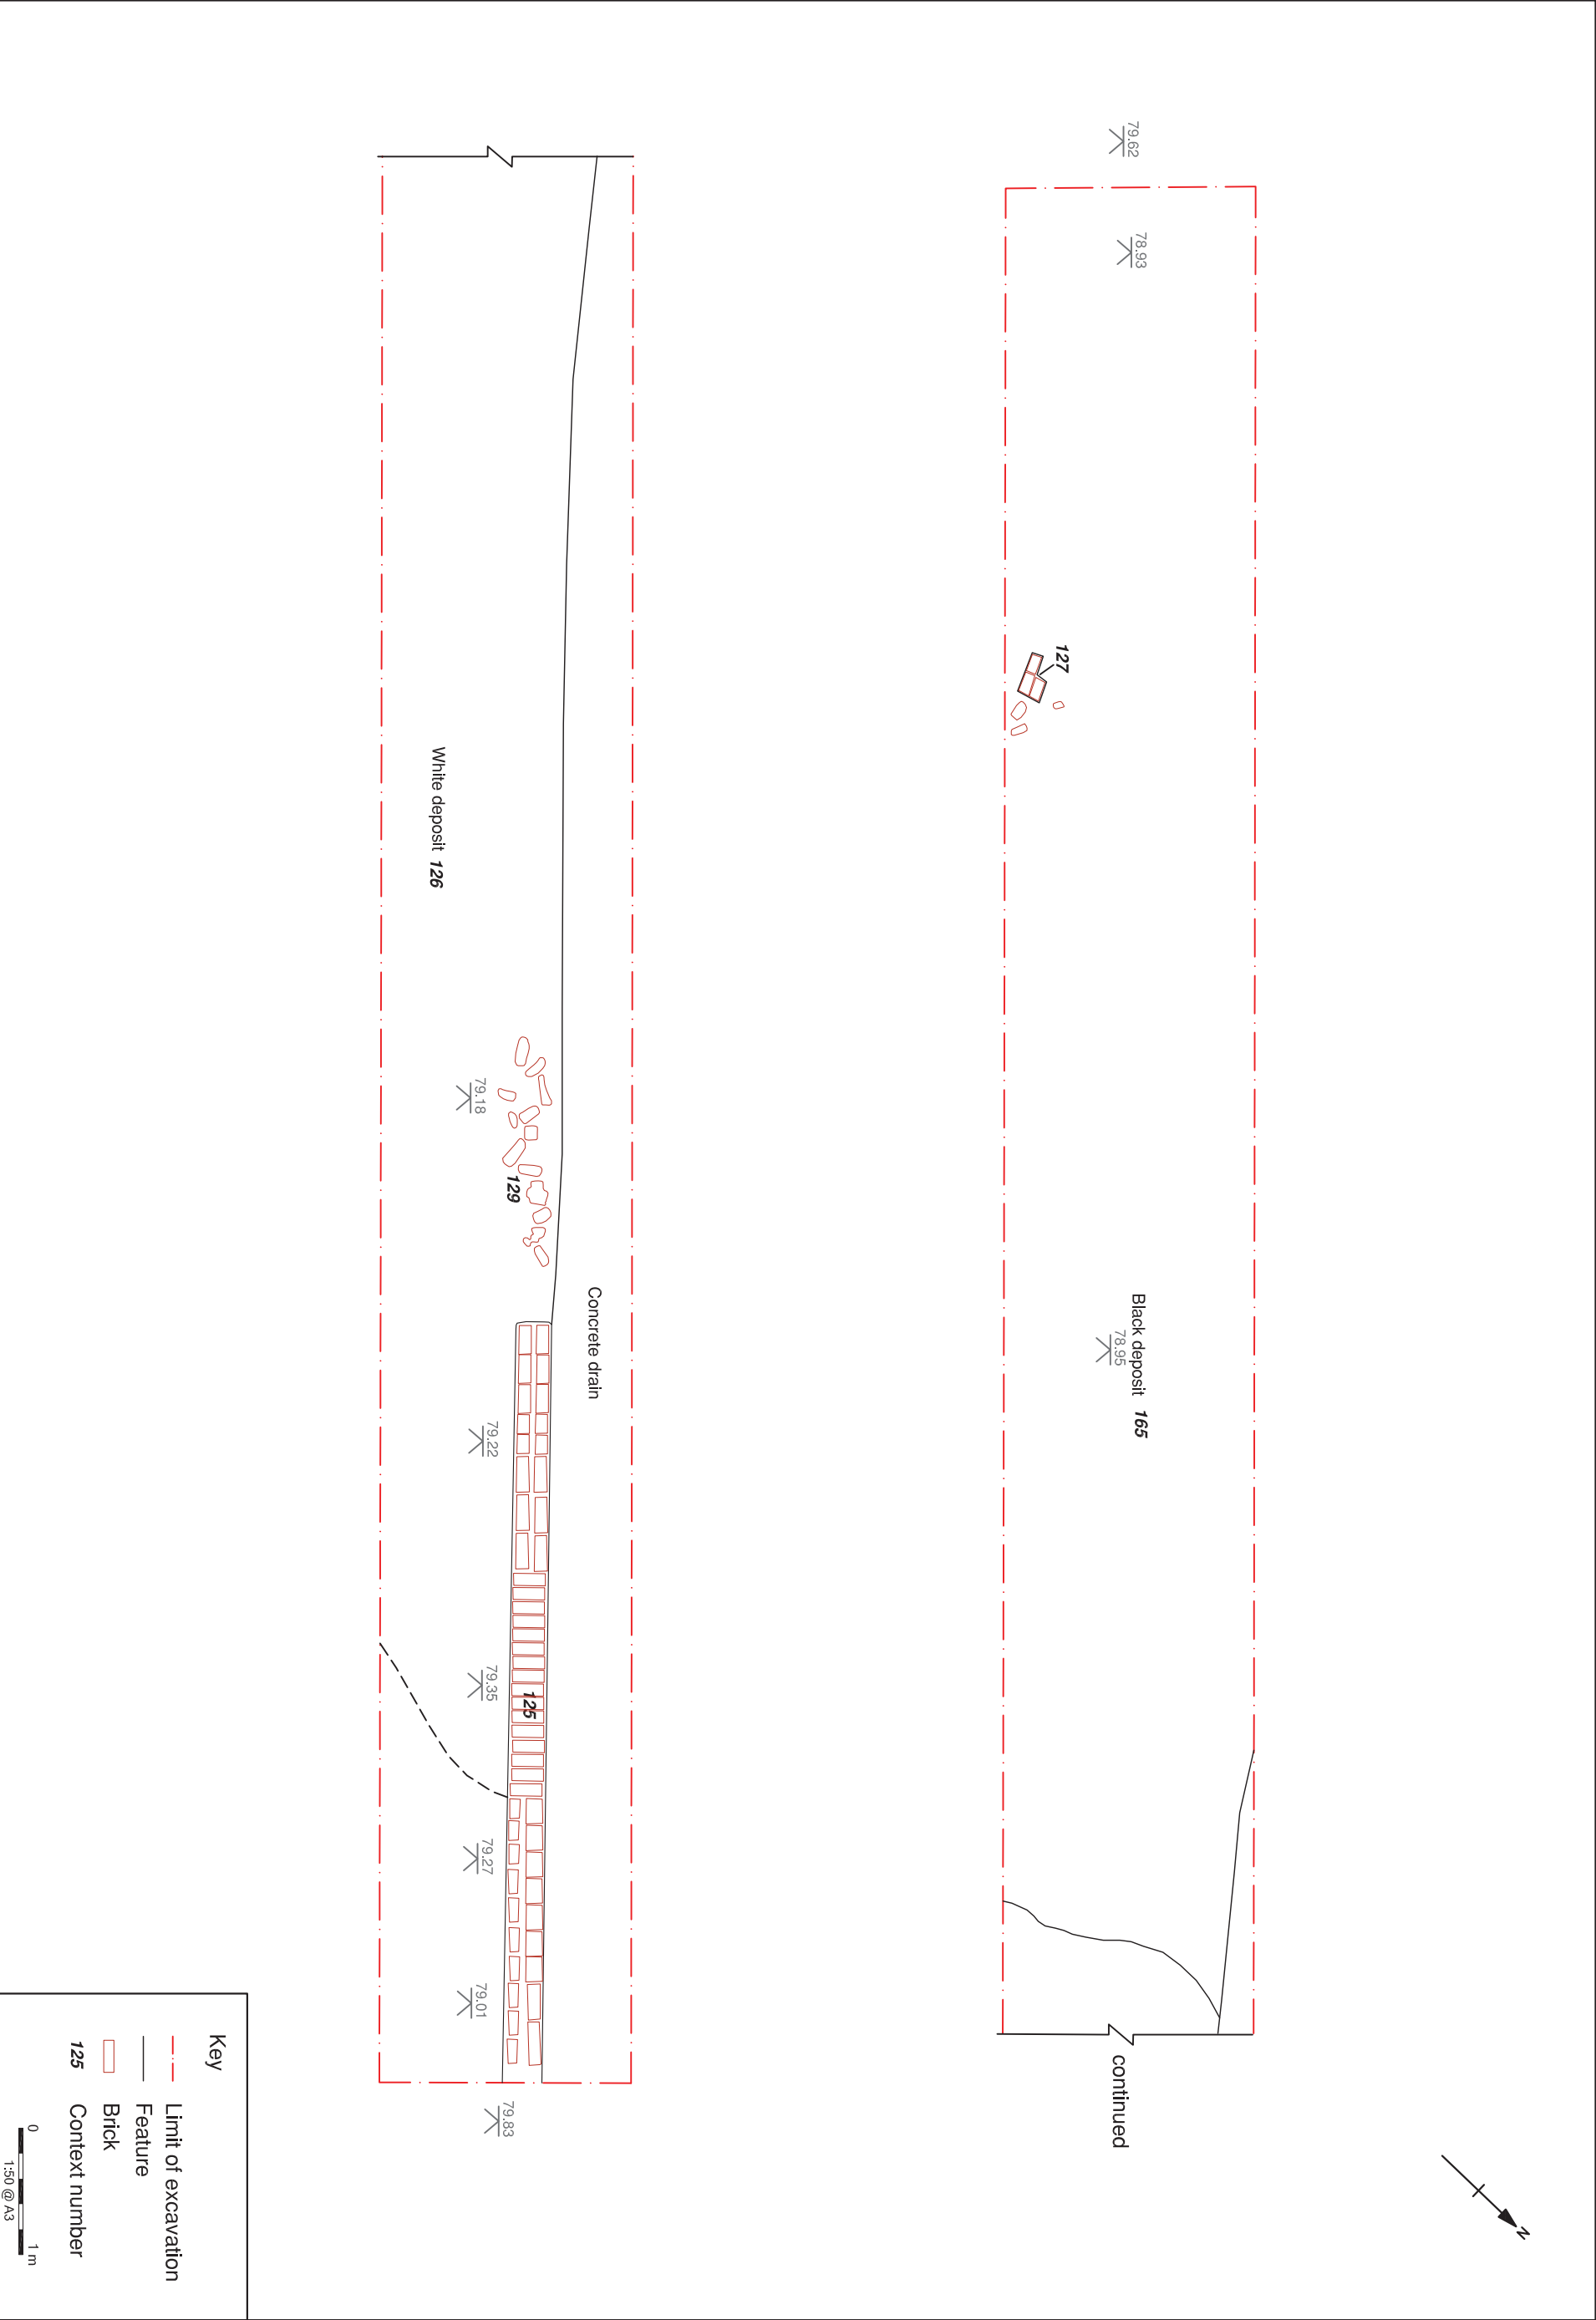 79.62
78.93
127
Black deposit 165
78.95
continued
N
White deposit 126
79.18
129
Concrete drain
79.22
79.35
125
79.27
79.01
79.83
Key
Limit of excavation
Feature
Brick
125 Context number
0 1 m
1:50 @ A3